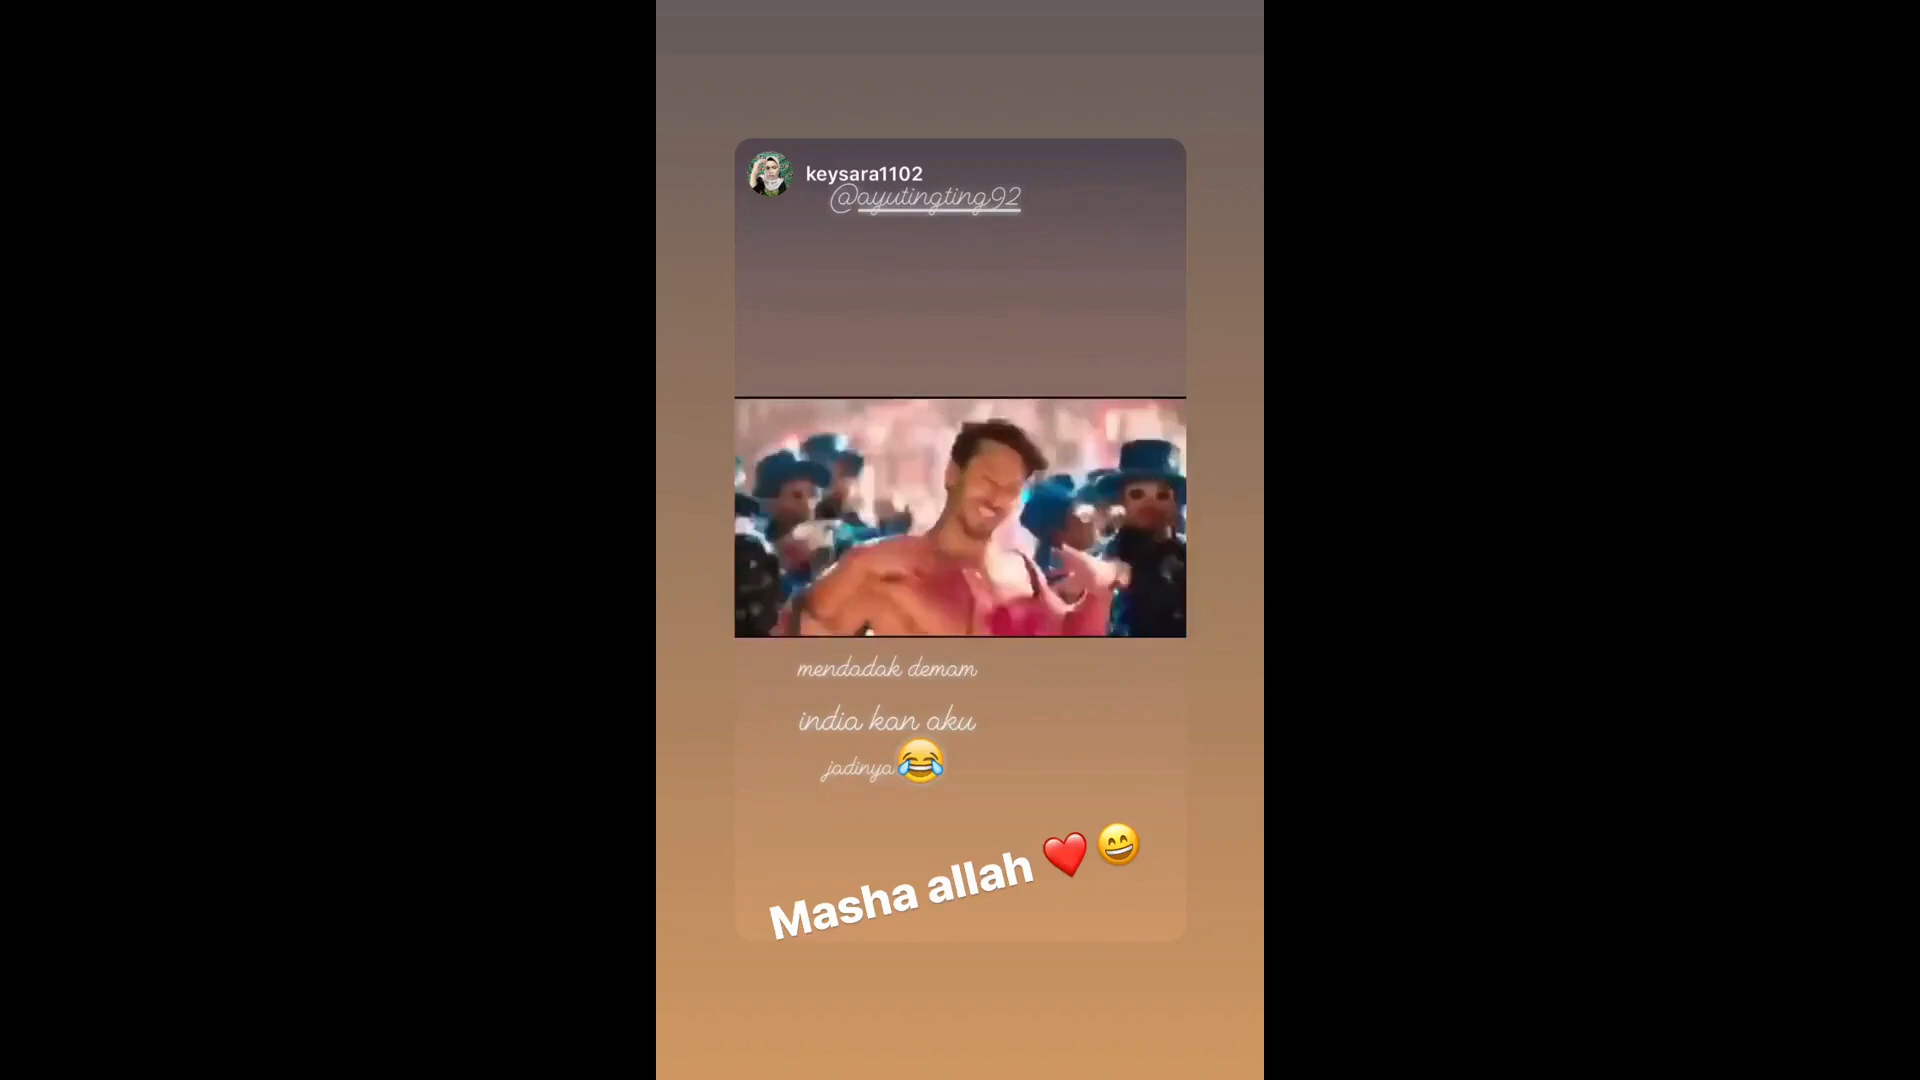 keysara1102
@ayutingting92
mendadak demam
india kan aku
jadinya😂
Masha allah ❤️ 😄